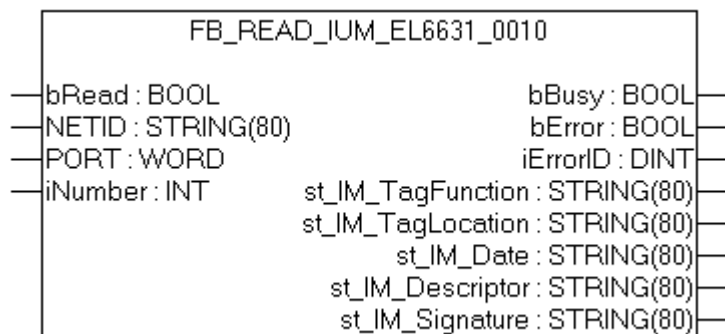 FB_READ_IUM_EL6631_0010
bRead : BOOL bBusy : BOOL
NETID : STRING(80) bError : BOOL
PORT : WORD iErrorID : DINT
iNumber : INT st_IM_TagFunction : STRING(80)
st_IM_TagLocation : STRING(80)
st_IM_Date : STRING(80)
st_IM_Descriptor : STRING(80)
st_IM_Signature : STRING(80)